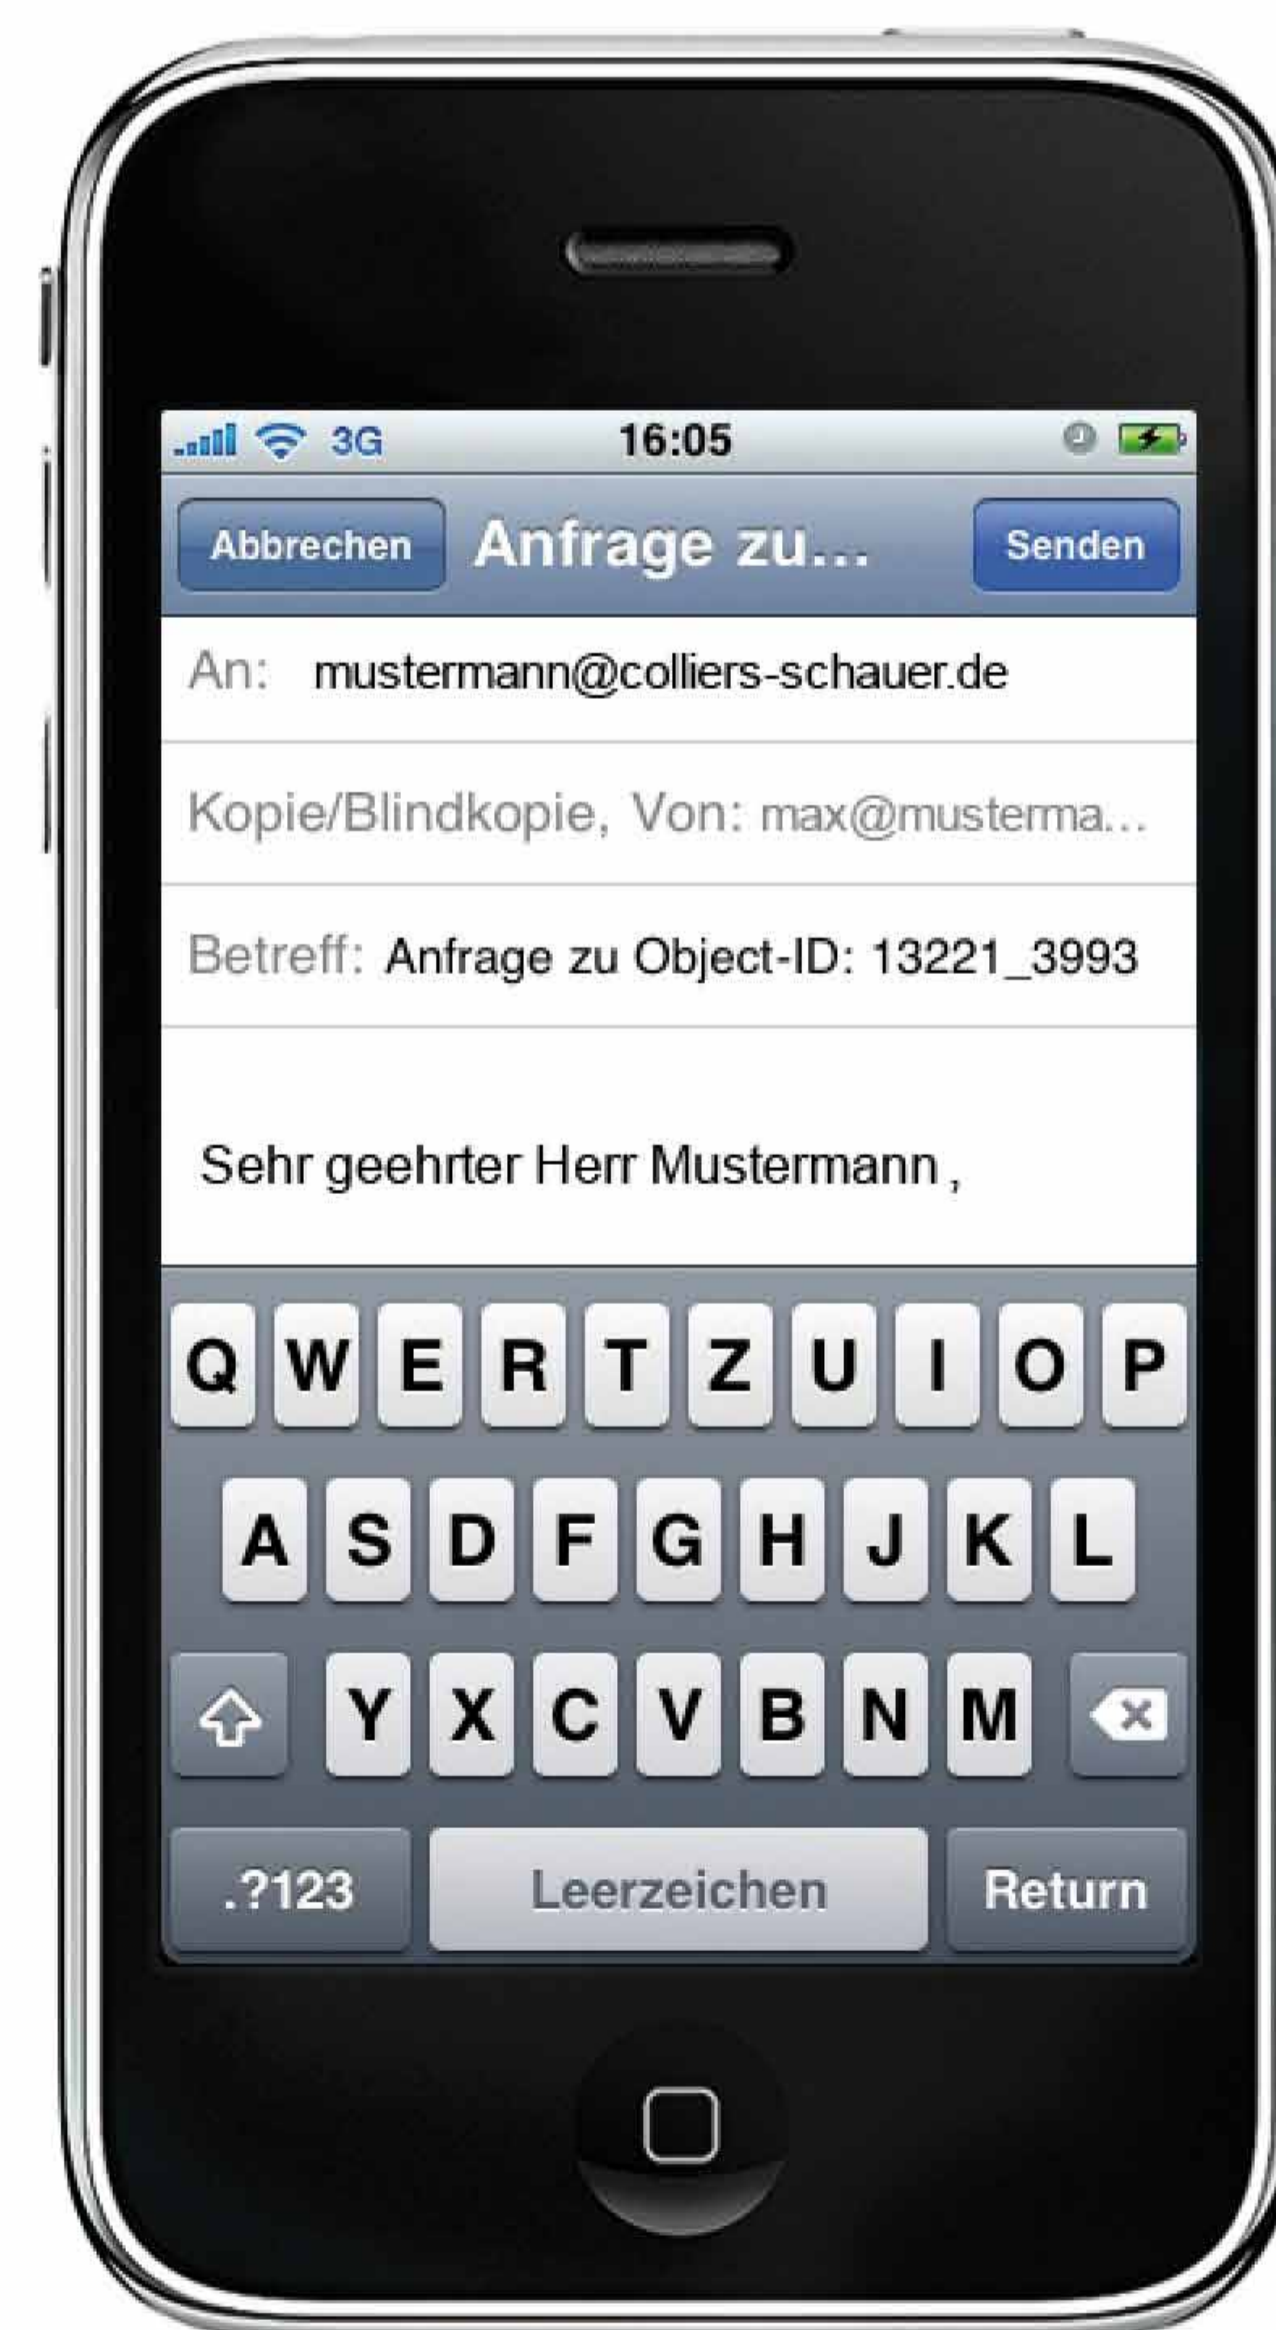 3G 16:05
Abbrechen Anfrage zu... Senden
An: mustermann@colliers-schauer.de
Kopie/Blindkopie, Von: max@musterma...
Betreff: Anfrage zu Object-ID: 13221_3993
Sehr geehrter Herr Mustermann ,
Q W E R T Z U I O P
A S D F G H J K L
Y X C V B N M
.?123 Leerzeichen Return